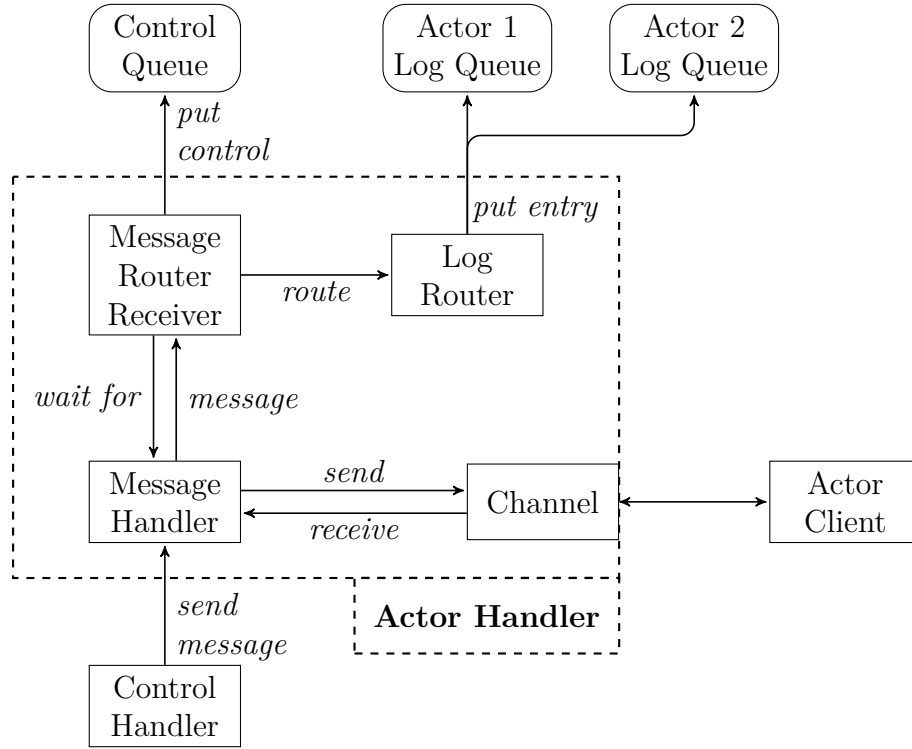 Control
Queue
Actor 1
Log Queue
Actor 2
Log Queue
put
control
put entry
Message
Router
Receiver
route
Log
Router
wait for
message
Message
Handler
send
receive
Channel
Actor
Client
Actor Handler
send
message
Control
Handler